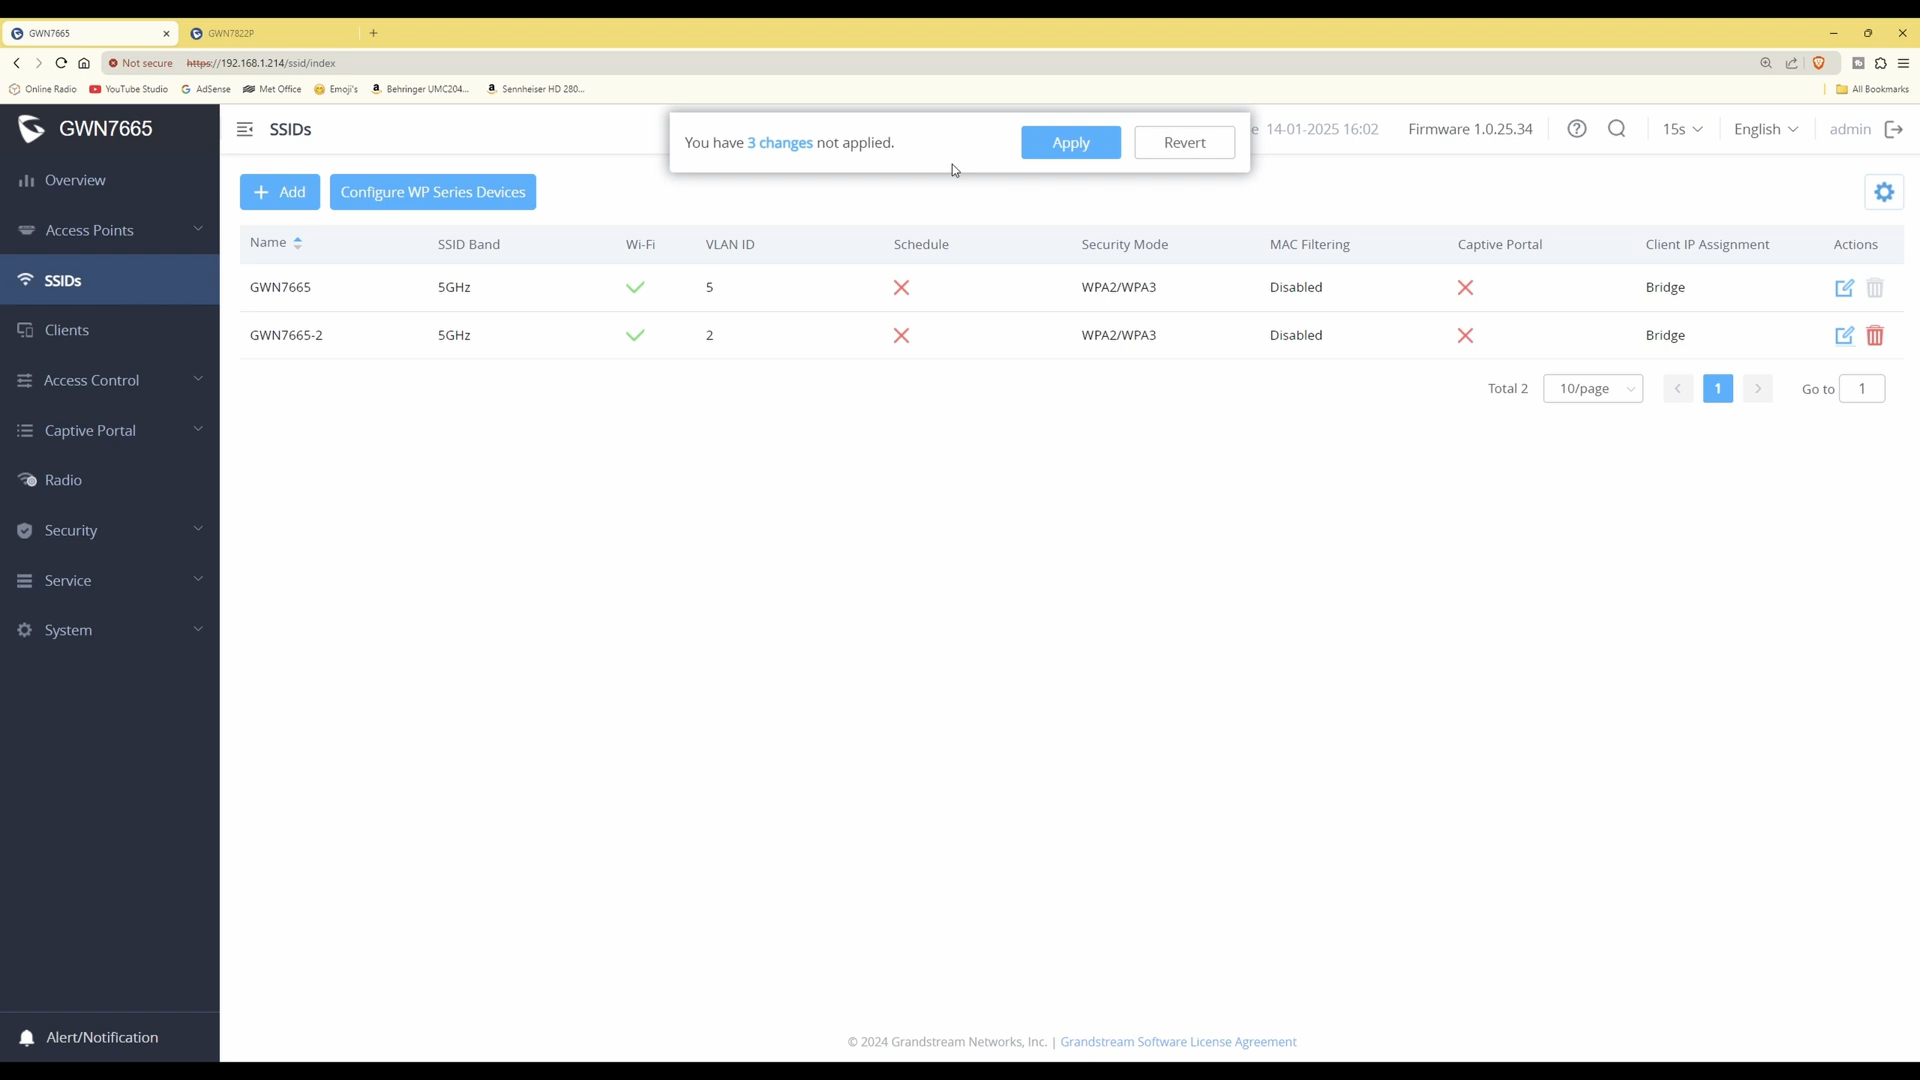 GWN7665
GWN7822P
Not secure https://192.168.1.214/ssid/index
Online Radio YouTube Studio AdSense Met Office Emoji's Behringer UMC204... Sennheiser HD 280... All Bookmarks
GWN7665
SSIDs
You have 3 changes not applied.
Apply
Revert
e 14-01-2025 16:02 Firmware 1.0.25.34 15s English admin
Overview
Access Points
SSIDs
Clients
Access Control
Captive Portal
Radio
Security
Service
System
Alert/Notification
+ Add
Configure WP Series Devices
Name SSID Band Wi-Fi VLAN ID Schedule Security Mode MAC Filtering Captive Portal Client IP Assignment Actions
GWN7665 5GHz 5 WPA2/WPA3 Disabled Bridge
GWN7665-2 5GHz 2 WPA2/WPA3 Disabled Bridge
Total 2 10/page < 1 > Go to 1
© 2024 Grandstream Networks, Inc. | Grandstream Software License Agreement